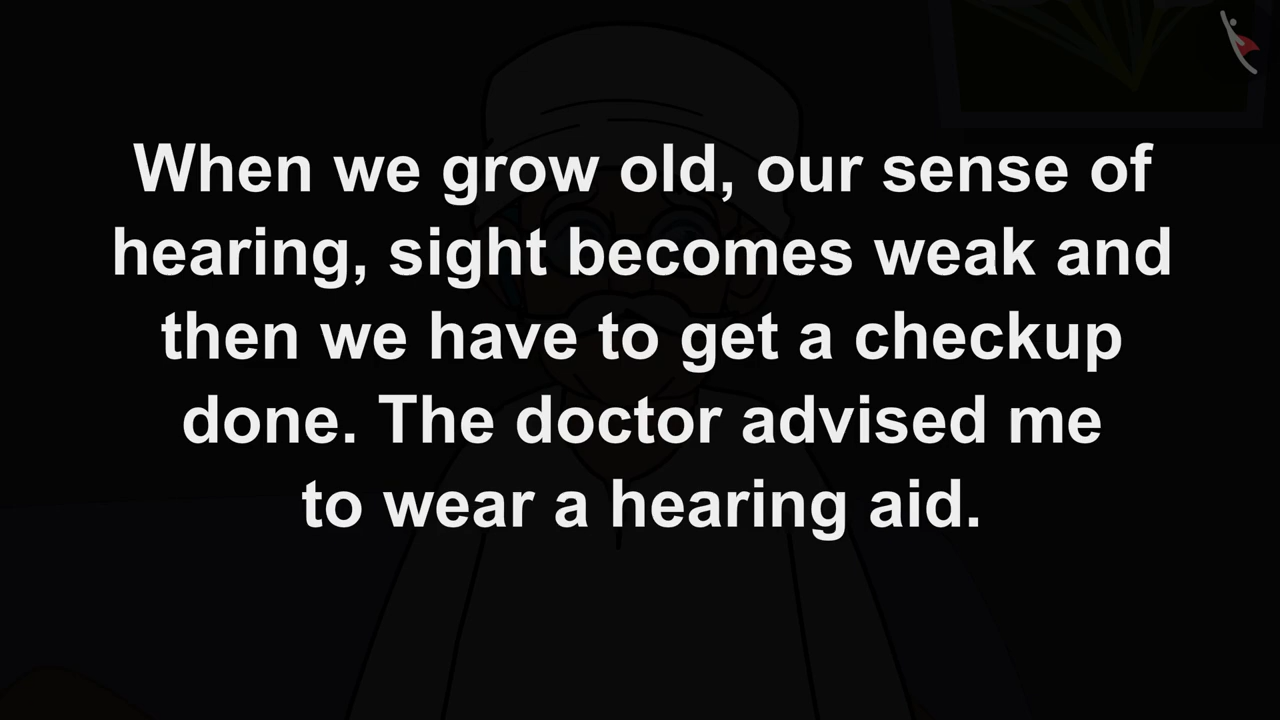 When we grow old, our sense of
hearing, sight becomes weak and
then we have to get a checkup
done. The doctor advised me
to wear a hearing aid.